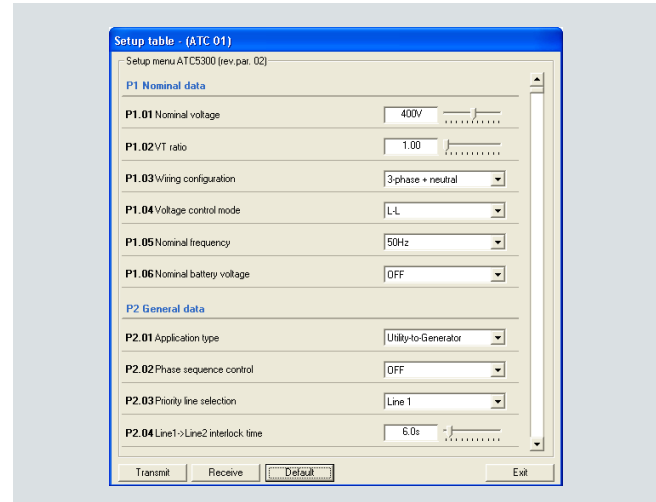 Setup table - (ATC 01)
Setup menu ATC5300 (rev.par. 02)
P1 Nominal data
P1.01 Nominal voltage 400V
P1.02 VT ratio 1.00
P1.03 Wiring configuration 3-phase + neutral
P1.04 Voltage control mode L-L
P1.05 Nominal frequency 50Hz
P1.06 Nominal battery voltage OFF
P2 General data
P2.01 Application type Utility-to-Generator
P2.02 Phase sequence control OFF
P2.03 Priority line selection Line 1
P2.04 Line1->Line2 interlock time 6.0s
Transmit Receive Default Exit